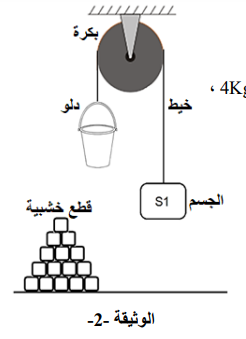 بكرة
، 4Kg
دلو
خيط
الجسم
S1
قطع خشبية
الوثيقة -2-